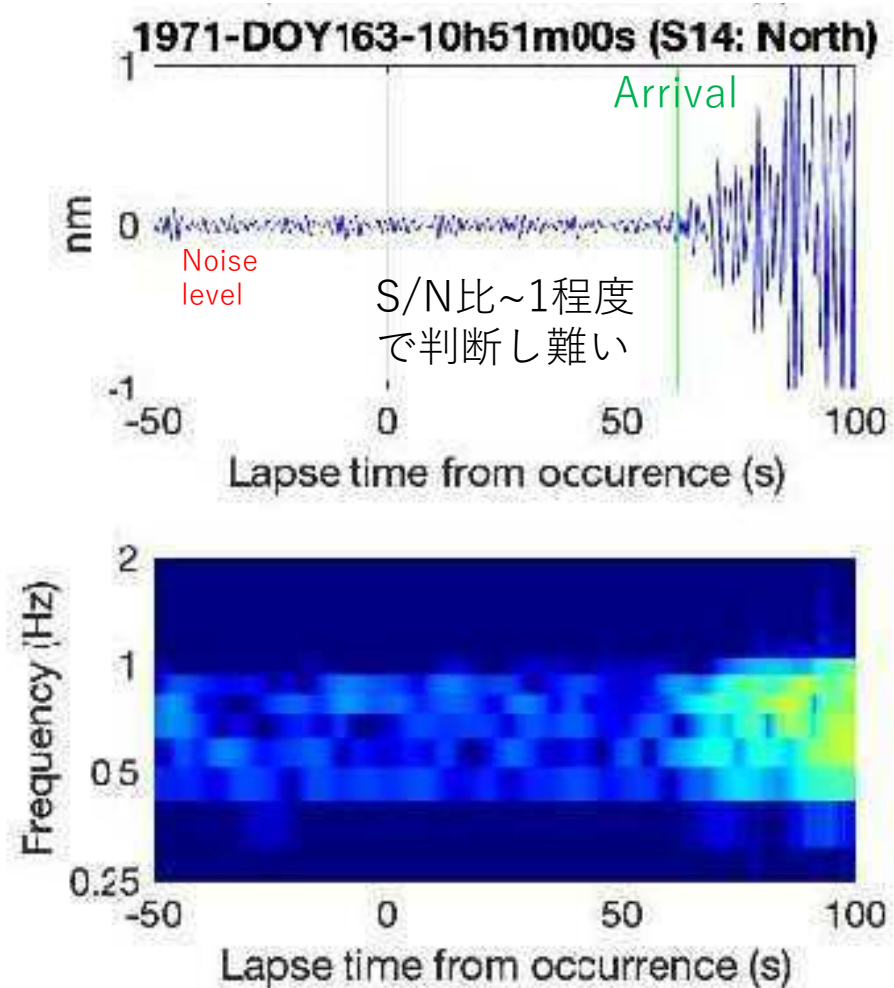 1971-DOY163-10h51m00s (S14: North)
1
Arrival
nm
0
Noise
level
S/N比~1程度
で判断し難い
-1
-50
0
50
100
Lapse time from occurence (s)
2
Frequency (Hz)
1
0.5
0.25
-50
0
50
100
Lapse time from occurrence (s)